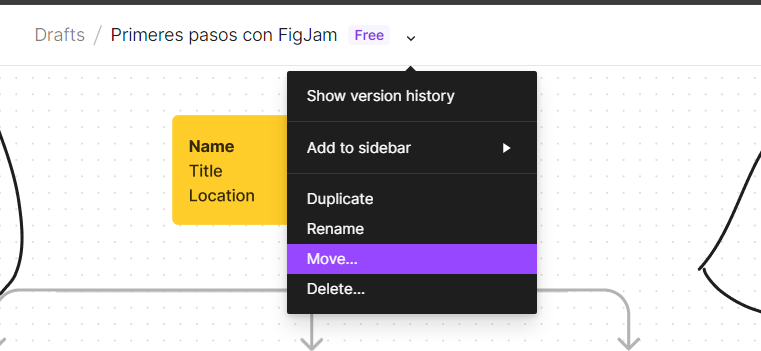 Drafts / Primeres pasos con FigJam Free
Show version history
Add to sidebar
Name
Title
Location
Duplicate
Rename
Move...
Delete...